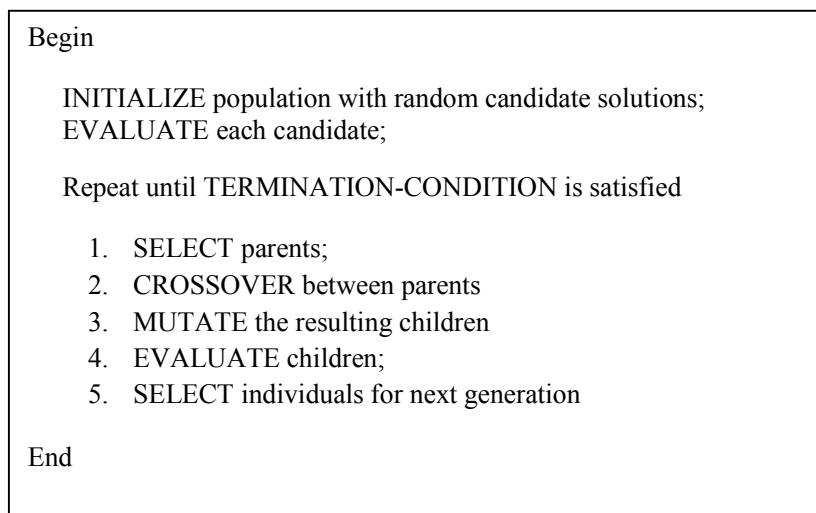 Begin
INITIALIZE population with random candidate solutions;
EVALUATE each candidate;
Repeat until TERMINATION-CONDITION is satisfied
1. SELECT parents;
2. CROSSOVER between parents
3. MUTATE the resulting children
4. EVALUATE children;
5. SELECT individuals for next generation
End